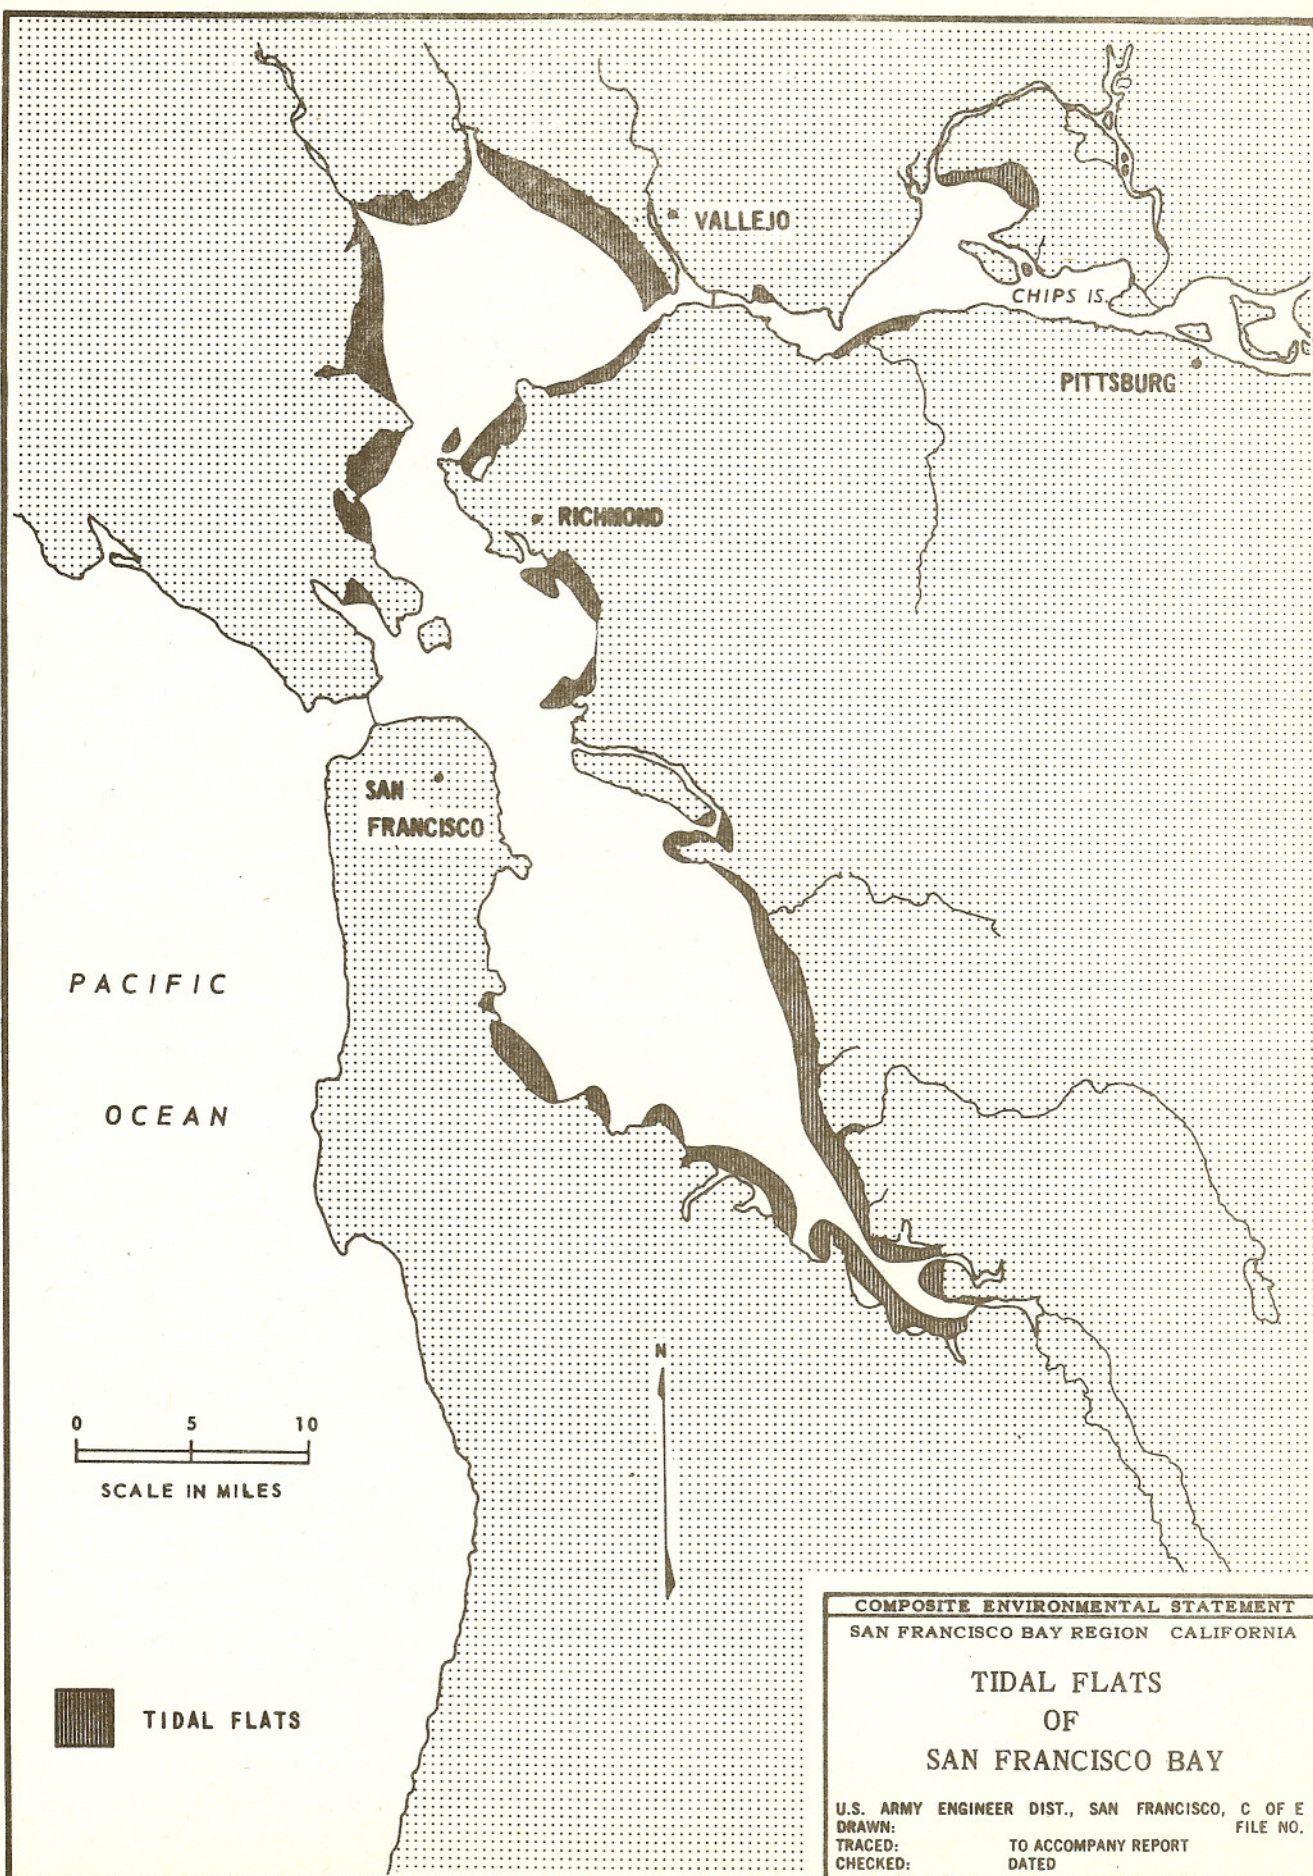 VALLEJO
CHIPS IS.
PITTSBURG
RICHMOND
SAN
FRANCISCO
PACIFIC
OCEAN
N
0 5 10
SCALE IN MILES
TIDAL FLATS
COMPOSITE ENVIRONMENTAL STATEMENT
SAN FRANCISCO BAY REGION CALIFORNIA
TIDAL FLATS
OF
SAN FRANCISCO BAY
U.S. ARMY ENGINEER DIST., SAN FRANCISCO, C OF E
DRAWN: FILE NO.
TRACED: TO ACCOMPANY REPORT
CHECKED: DATED